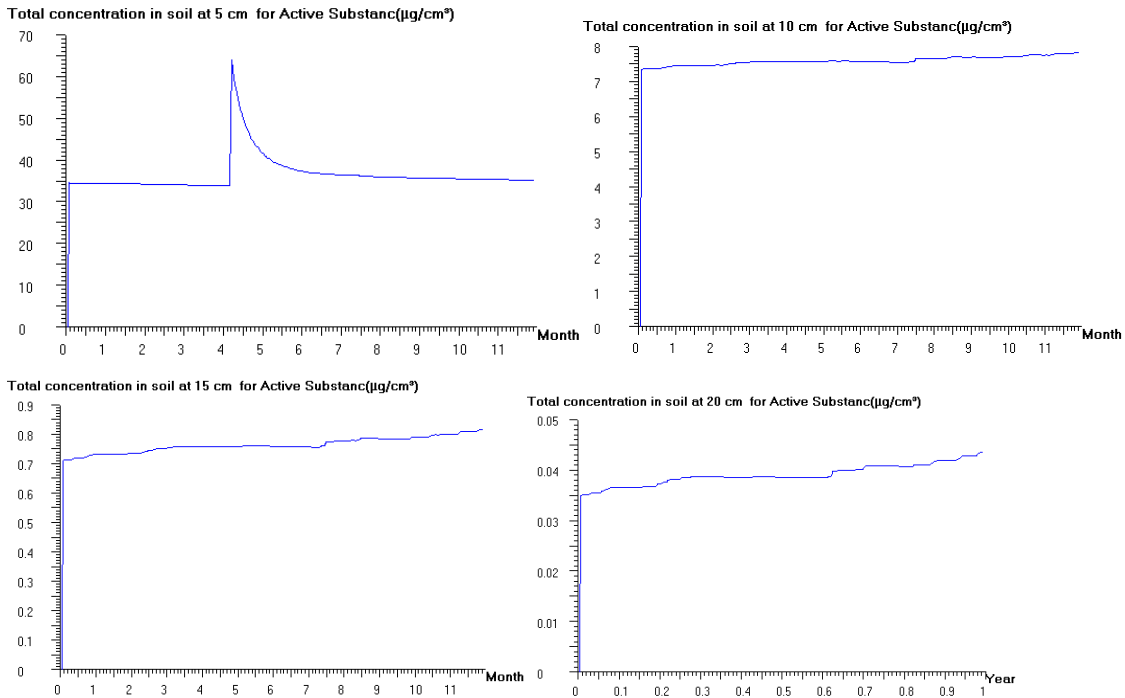 Total concentration in soil at 5 cm for Active Substanc(µg/cm³)
70
60
50
40
30
20
10
0
0 1 2 3 4 5 6 7 8 9 10 11
Month
Total concentration in soil at 10 cm for Active Substanc(µg/cm³)
8
7
6
5
4
3
2
1
0
0 1 2 3 4 5 6 7 8 9 10 11
Month
Total concentration in soil at 15 cm for Active Substanc(µg/cm³)
0.9
0.8
0.7
0.6
0.5
0.4
0.3
0.2
0.1
0
0 1 2 3 4 5 6 7 8 9 10 11
Month
Total concentration in soil at 20 cm for Active Substanc(µg/cm³)
0.05
0.04
0.03
0.02
0.01
0
0 0.1 0.2 0.3 0.4 0.5 0.6 0.7 0.8 0.9 1
Year